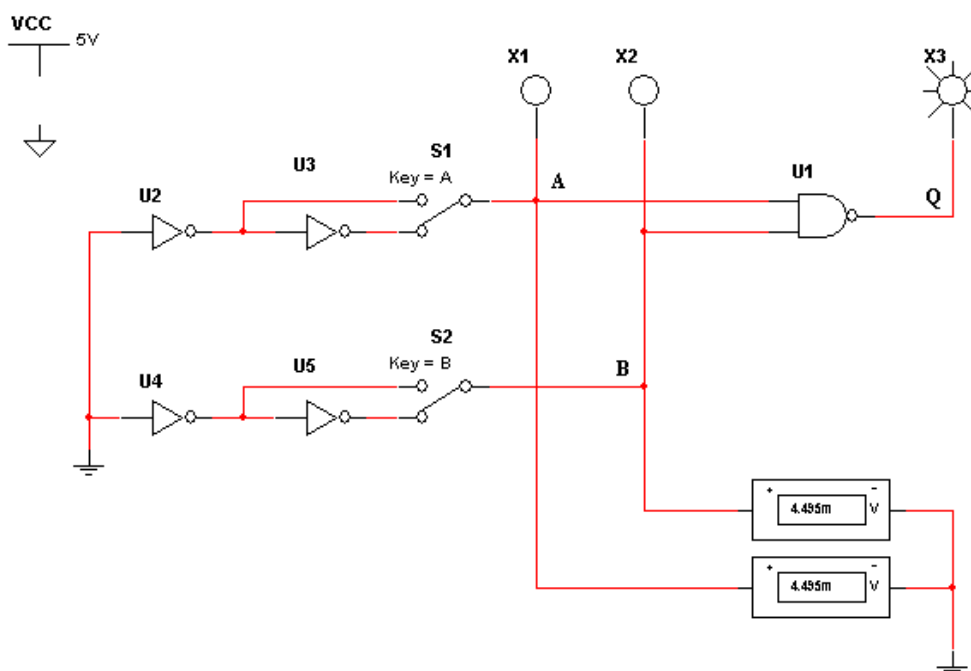 VCC
5V
X1
X2
X3
S1
Key = A
U3
U2
A
U1
Q
S2
Key = B
U5
U4
B
+
-
4.495m
V
+
-
4.495m
V